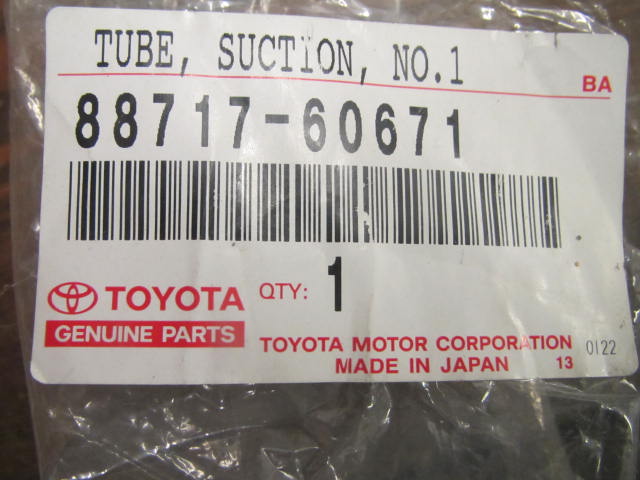 TUBE, SUCTION, NO.1
BA
88717-60671
TOYOTA
GENUINE PARTS
QTY: 1
TOYOTA MOTOR CORPORATION 0122
MADE IN JAPAN 13